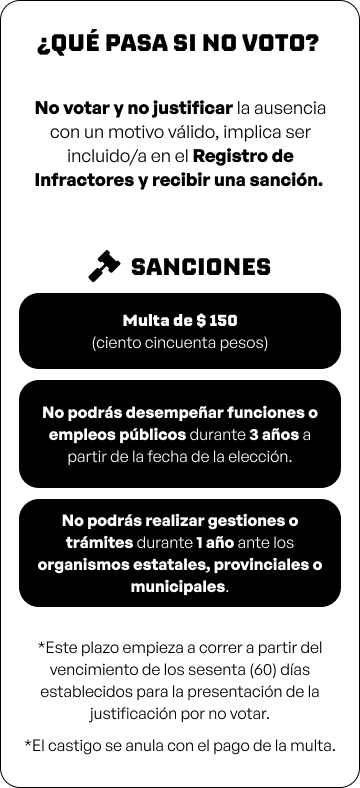 ¿QUÉ PASA SI NO VOTO?
No votar y no justificar la ausencia
con un motivo válido, implica ser
incluido/a en el Registro de
Infractores y recibir una sanción.
SANCIONES
Multa de $ 150
(ciento cincuenta pesos)
No podrás desempeñar funciones o
empleos públicos durante 3 años a
partir de la fecha de la elección.
No podrás realizar gestiones o
trámites durante 1 año ante los
organismos estatales, provinciales o
municipales.
*Este plazo empieza a correr a partir del
vencimiento de los sesenta (60) días
establecidos para la presentación de la
justificación por no votar.
*El castigo se anula con el pago de la multa.